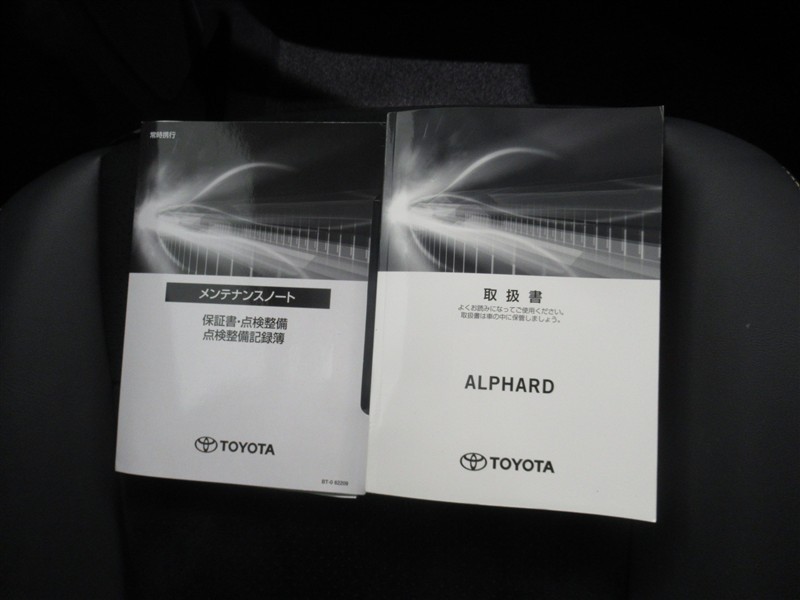 常時携行
メンテナンスノート
保証書・点検整備
点検整備記録簿
TOYOTA
取扱書
よくお読みになってご使用ください。
取扱書は車の中に保管しましょう。
ALPHARD
TOYOTA